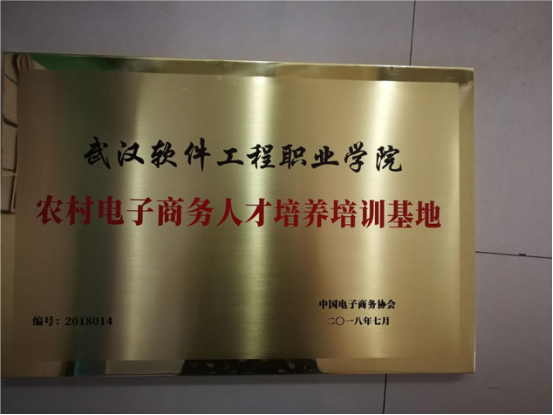 武汉软件工程职业学院
农村电子商务人才培养培训基地
中国电子商务协会
编号：2018014
二〇一八年七月